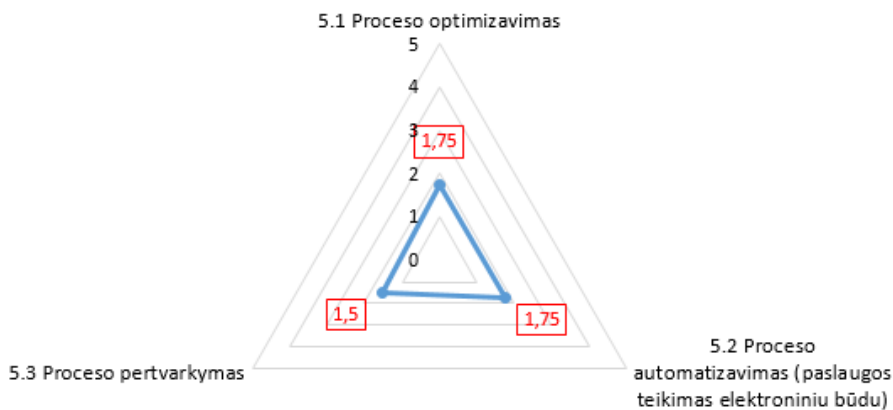 5.1 Proceso optimizavimas
5
4
3
1,75
2
1
0
1,5
1,75
5.3 Proceso pertvarkymas
5.2 Proceso
automatizavimas (paslaugos
teikimas elektroniniu būdu)